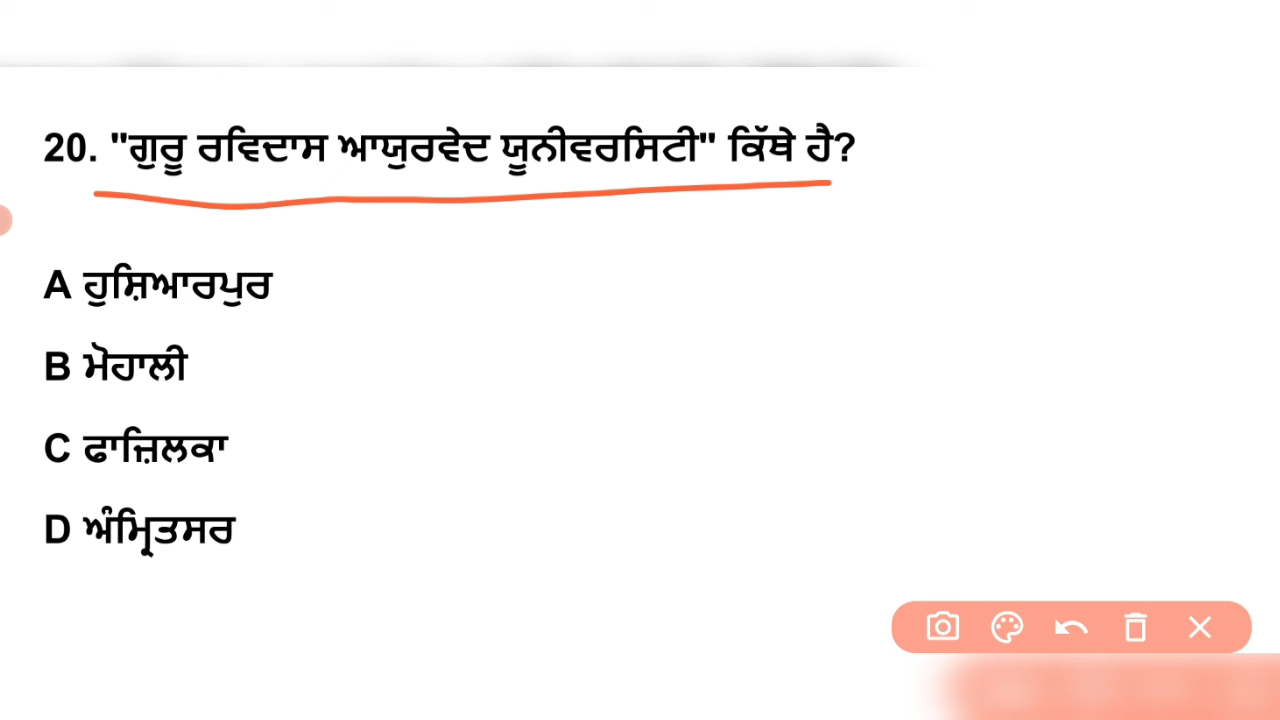 20. "ਗੁਰੂ ਰਵਿਦਾਸ ਆਯੁਰਵੇਦ ਯੂਨੀਵਰਸਿਟੀ" ਕਿੱਥੇ ਹੈ?
A ਹੁਸ਼ਿਆਰਪੁਰ
B ਮੋਹਾਲੀ
C ਫਾਜ਼ਿਲਕਾ
D ਅੰਮ੍ਰਿਤਸਰ